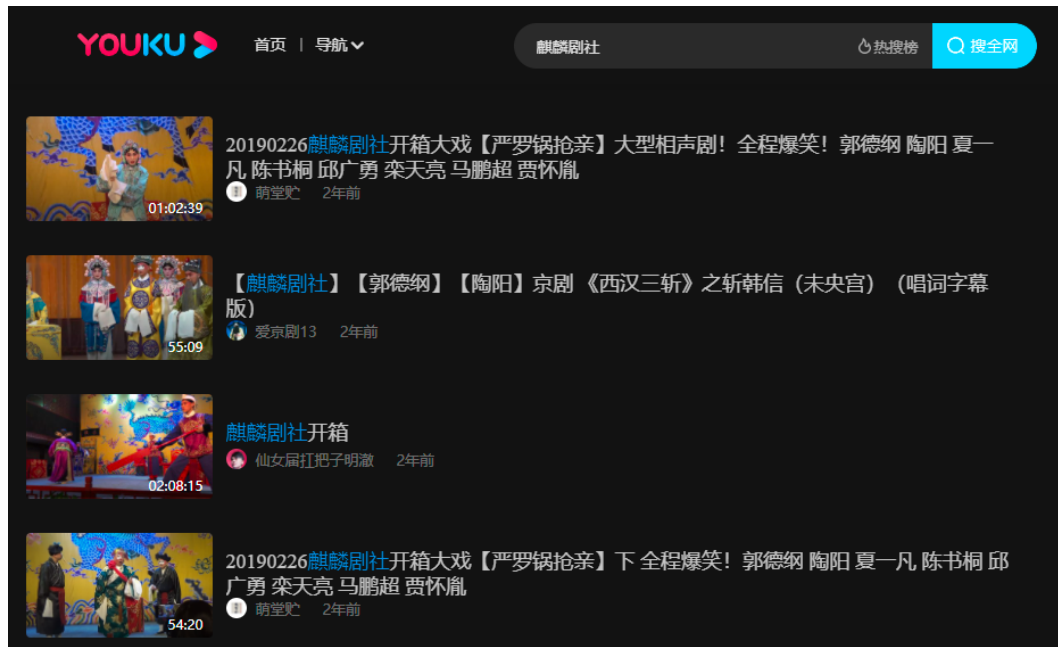 YOUKU
首页 | 导航
麒麟剧社
热搜榜
搜全网
20190226麒麟剧社开箱大戏【严罗锅抢亲】大型相声剧！全程爆笑！郭德纲 陶阳 夏一
凡 陈书桐 邱广勇 栾天亮 马鹏超 贾怀胤
萌堂贮 2年前
01:02:39
【麒麟剧社】【郭德纲】【陶阳】京剧《西汉三斩》之斩韩信（未央宫）（唱词字幕
版）
爱京剧13 2年前
55:09
麒麟剧社开箱
仙女届扛把子明澈 2年前
02:08:15
20190226麒麟剧社开箱大戏【严罗锅抢亲】下 全程爆笑！郭德纲 陶阳 夏一凡 陈书桐 邱
广勇 栾天亮 马鹏超 贾怀胤
萌堂贮 2年前
54:20